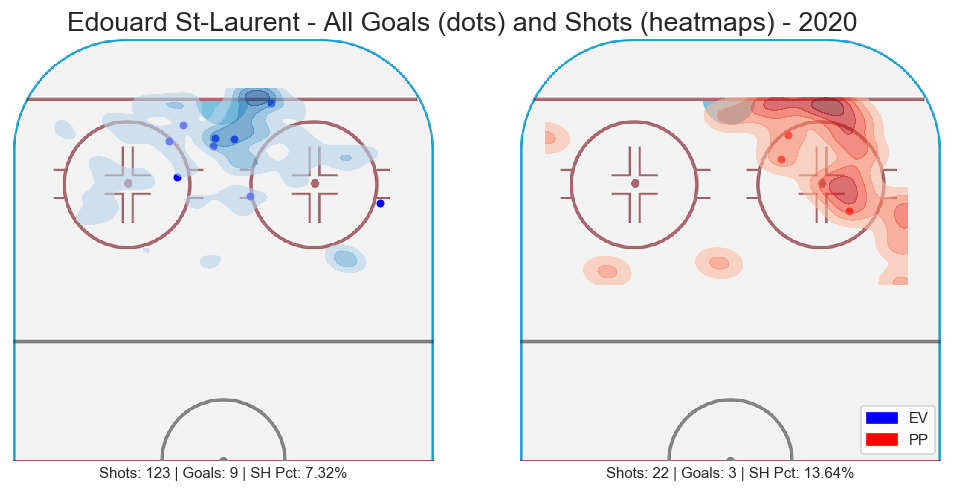 Edouard St-Laurent - All Goals (dots) and Shots (heatmaps) - 2020
EV
PP
Shots: 123 | Goals: 9 | SH Pct: 7.32%
Shots: 22 | Goals: 3 | SH Pct: 13.64%